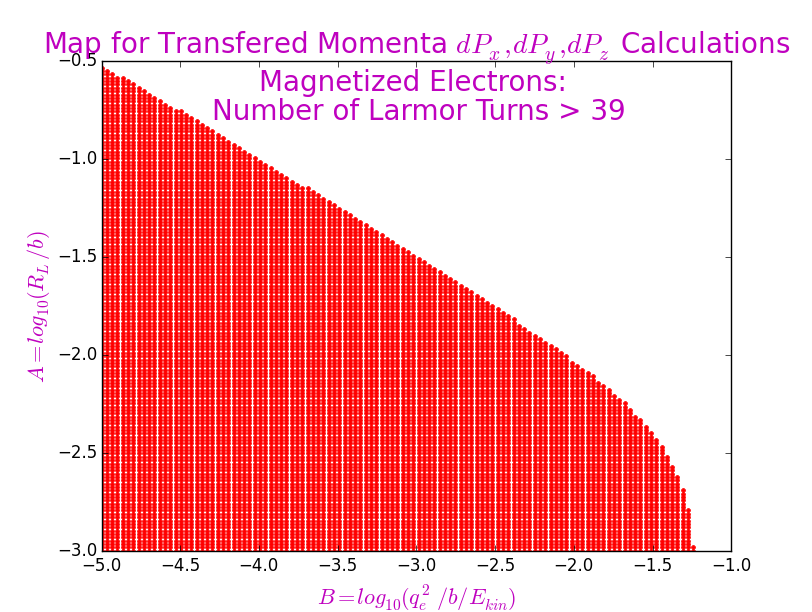 Map for Transfered Momenta dP_x,dP_y,dP_z Calculations
Magnetized Electrons:
Number of Larmor Turns > 39
A=log_10(R_L/b)
−0.5
−1.0
−1.5
−2.0
−2.5
−3.0
−5.0 −4.5 −4.0 −3.5 −3.0 −2.5 −2.0 −1.5 −1.0
B=log_10(q_e^2/b/E_kin)